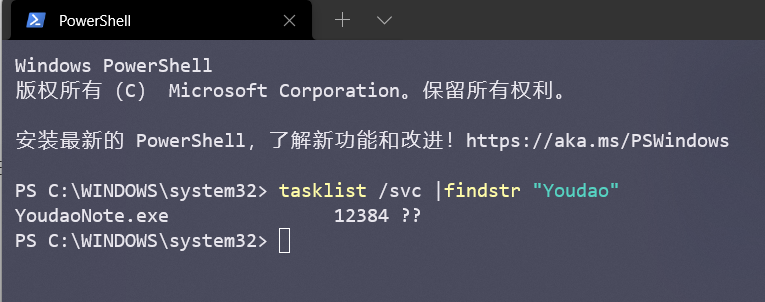 PowerShell
Windows PowerShell
版权所有 (C)  Microsoft Corporation。保留所有权利。
安装最新的 PowerShell，了解新功能和改进！https://aka.ms/PSWindows
PS C:\WINDOWS\system32> tasklist /svc |findstr "Youdao"
YoudaoNote.exe                12384 ??
PS C:\WINDOWS\system32>